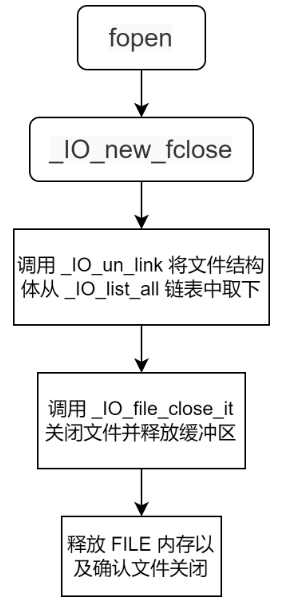 fopen
_IO_new_fclose
调用 _IO_un_link 将文件结构
体从 _IO_list_all 链表中取下
调用 _IO_file_close_it
关闭文件并释放缓冲区
释放 FILE 内存以
及确认文件关闭